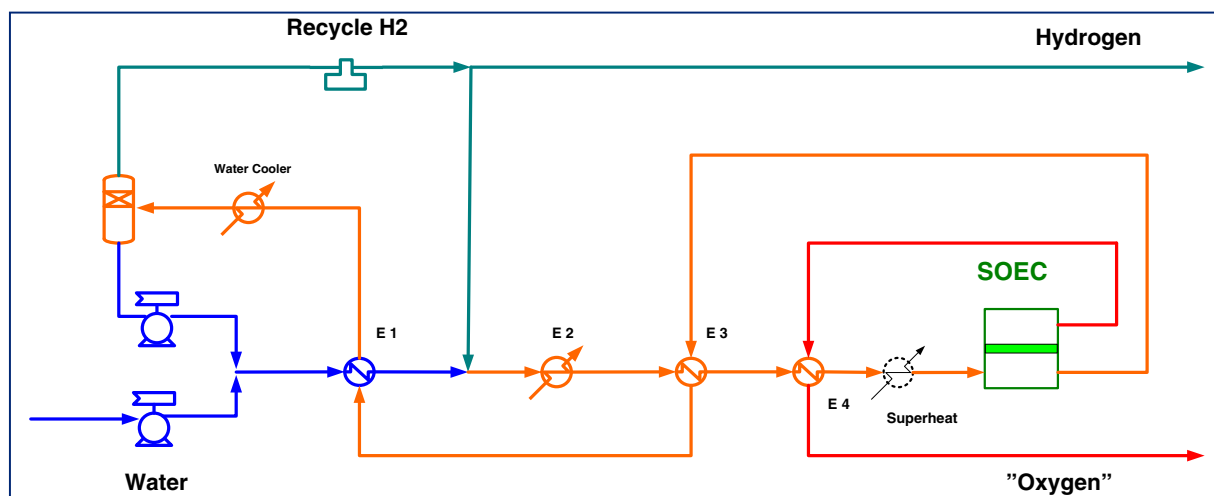 Recycle H2
Hydrogen
Water Cooler
SOEC
E 1
E 2
E 3
E 4
Superheat
Water
”Oxygen”